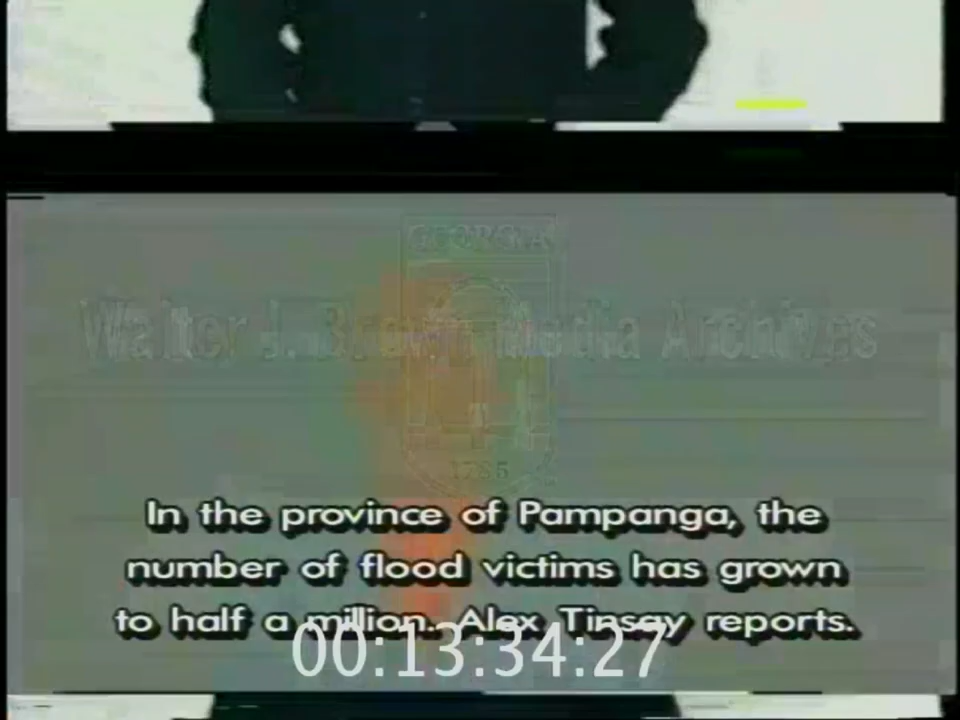 GEORGIA
Walter J. Brown Media Archives
1785
In the province of Pampanga, the
number of flood victims has grown
to half a million. Alex Tinsay reports.
00:13:34:27